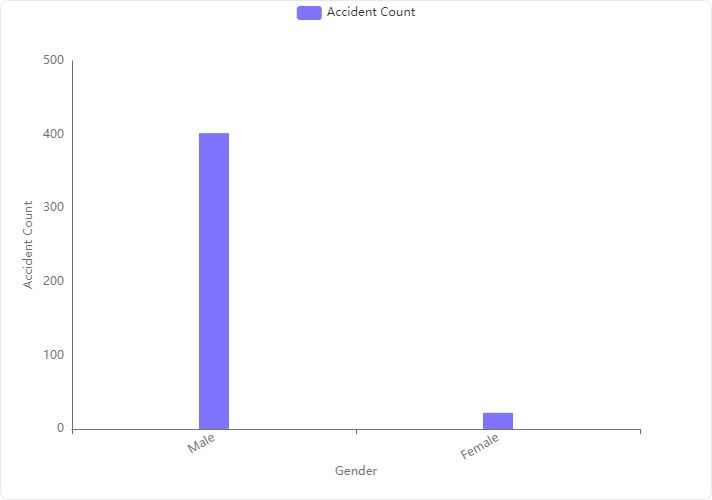 Accident Count
500
400
300
200
100
0
Accident Count
Male
Female
Gender